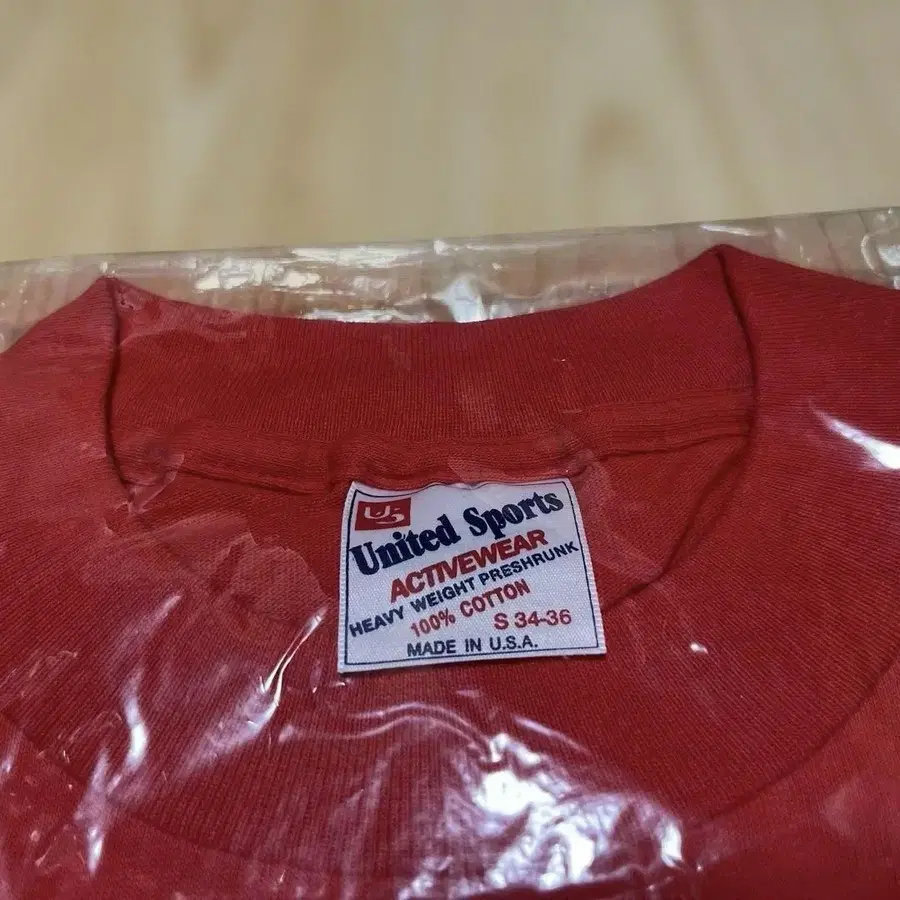 US
United Sports
ACTIVEWEAR
HEAVY WEIGHT PRESHRUNK
100% COTTON
S 34-36
MADE IN U.S.A.